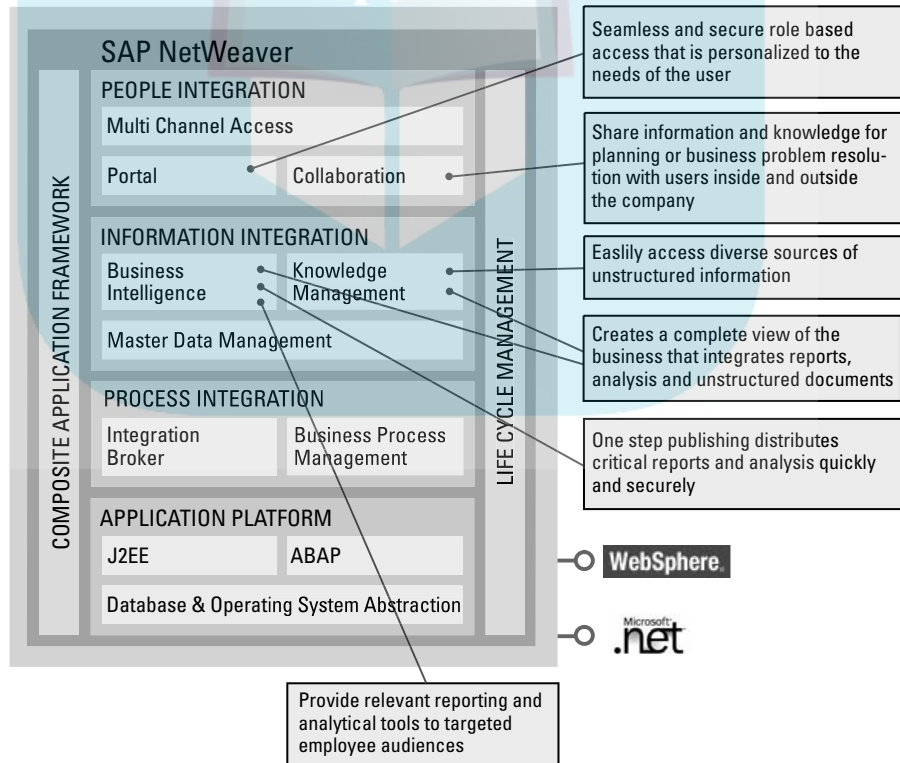 SAP NetWeaver
PEOPLE INTEGRATION
Multi Channel Access
Portal
Collaboration
INFORMATION INTEGRATION
Business
Intelligence
Knowledge
Management
Master Data Management
PROCESS INTEGRATION
Integration
Broker
Business Process
Management
APPLICATION PLATFORM
J2EE
ABAP
Database & Operating System Abstraction
COMPOSITE APPLICATION FRAMEWORK
LIFE CYCLE MANAGEMENT
Seamless and secure role based
access that is personalized to the
needs of the user
Share information and knowledge for
planning or business problem resolu-
tion with users inside and outside
the company
Easlily access diverse sources of
unstructured information
Creates a complete view of the
business that integrates reports,
analysis and unstructured documents
One step publishing distributes
critical reports and analysis quickly
and securely
WebSphere.
Microsoft
.net
Provide relevant reporting and
analytical tools to targeted
employee audiences